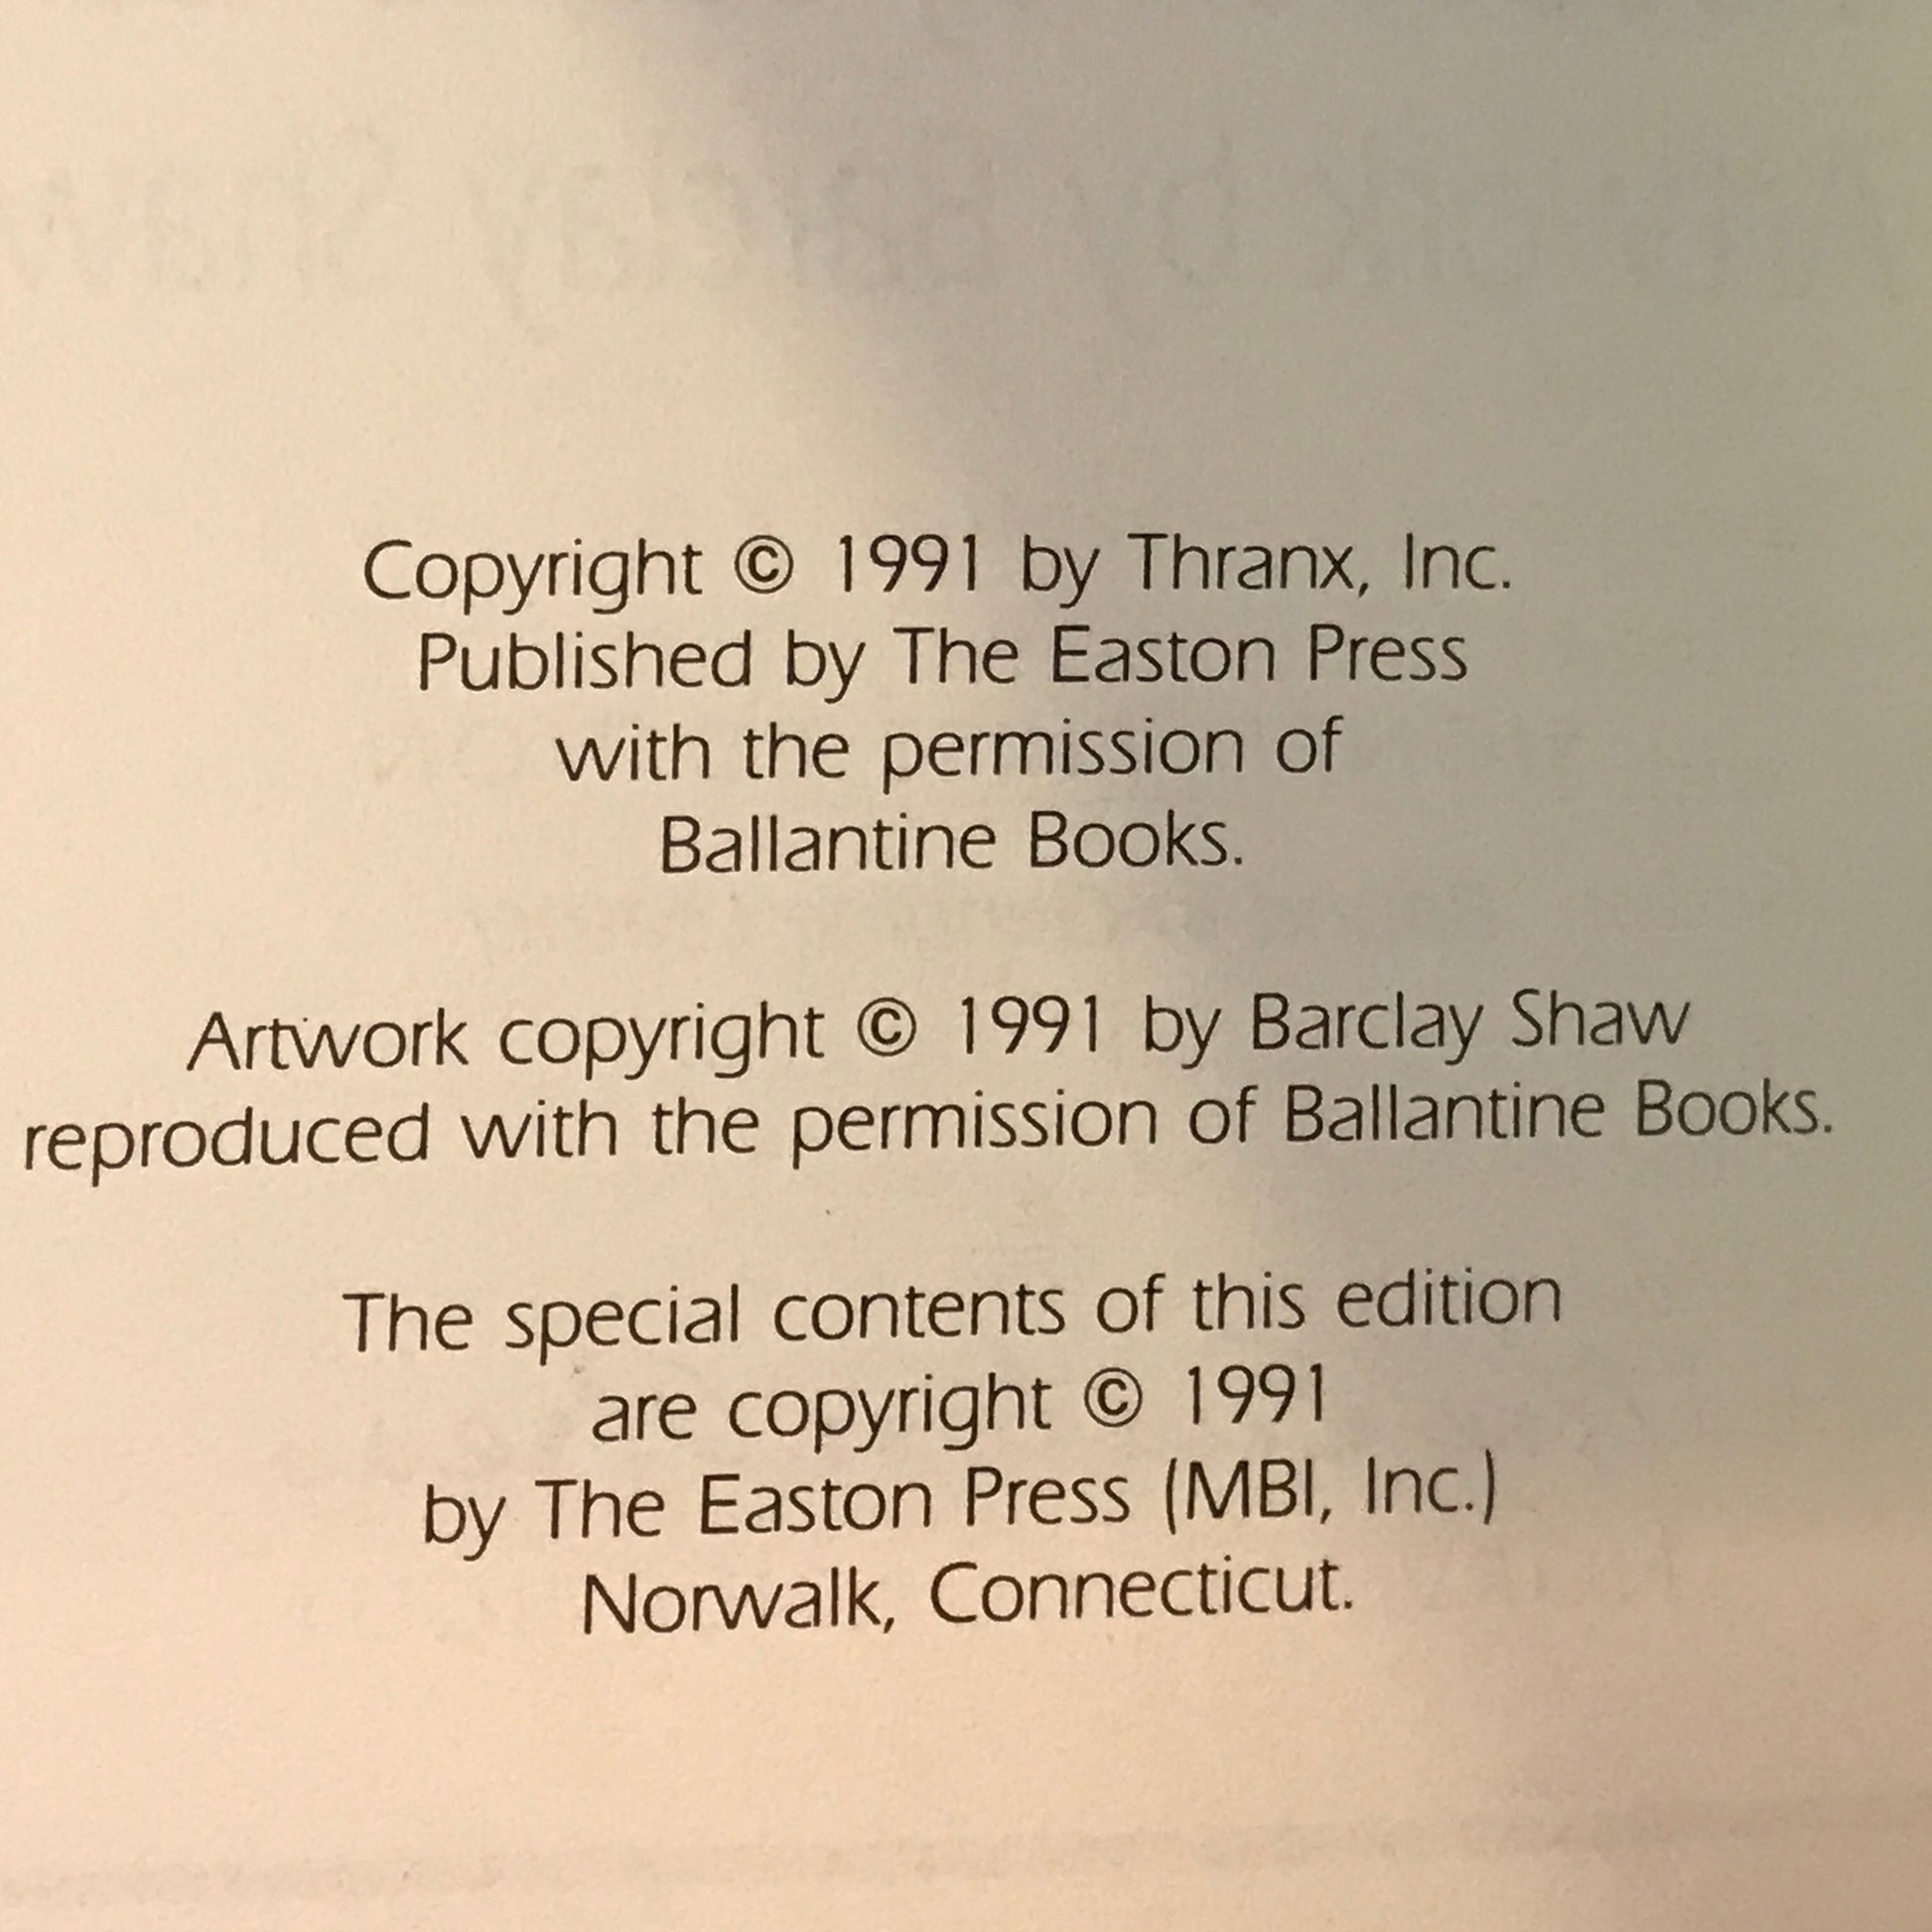 Copyright © 1991 by Thranx, Inc.
Published by The Easton Press
with the permission of
Ballantine Books.
Artwork copyright © 1991 by Barclay Shaw
reproduced with the permission of Ballantine Books.
The special contents of this edition
are copyright © 1991
by The Easton Press (MBI, Inc.)
Norwalk, Connecticut.